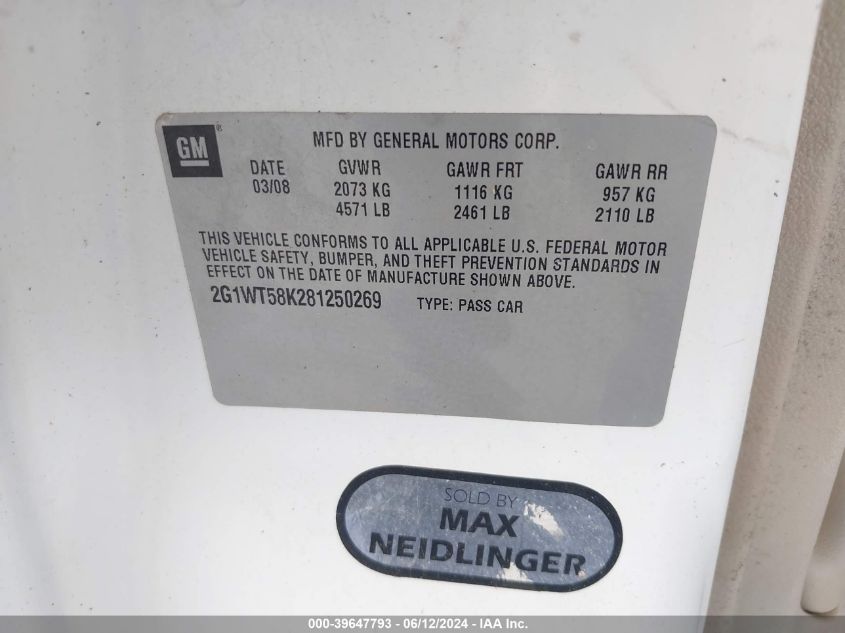 GM ®
MFD BY GENERAL MOTORS CORP.
DATE GVWR GAWR FRT GAWR RR
03/08 2073 KG 1116 KG 957 KG
4571 LB 2461 LB 2110 LB
THIS VEHICLE CONFORMS TO ALL APPLICABLE U.S. FEDERAL MOTOR
VEHICLE SAFETY, BUMPER, AND THEFT PREVENTION STANDARDS IN
EFFECT ON THE DATE OF MANUFACTURE SHOWN ABOVE.
2G1WT58K281250269 TYPE: PASS CAR
SOLD BY
MAX
NEIDLINGER
000-39647793 - 06/12/2024 - IAA Inc.